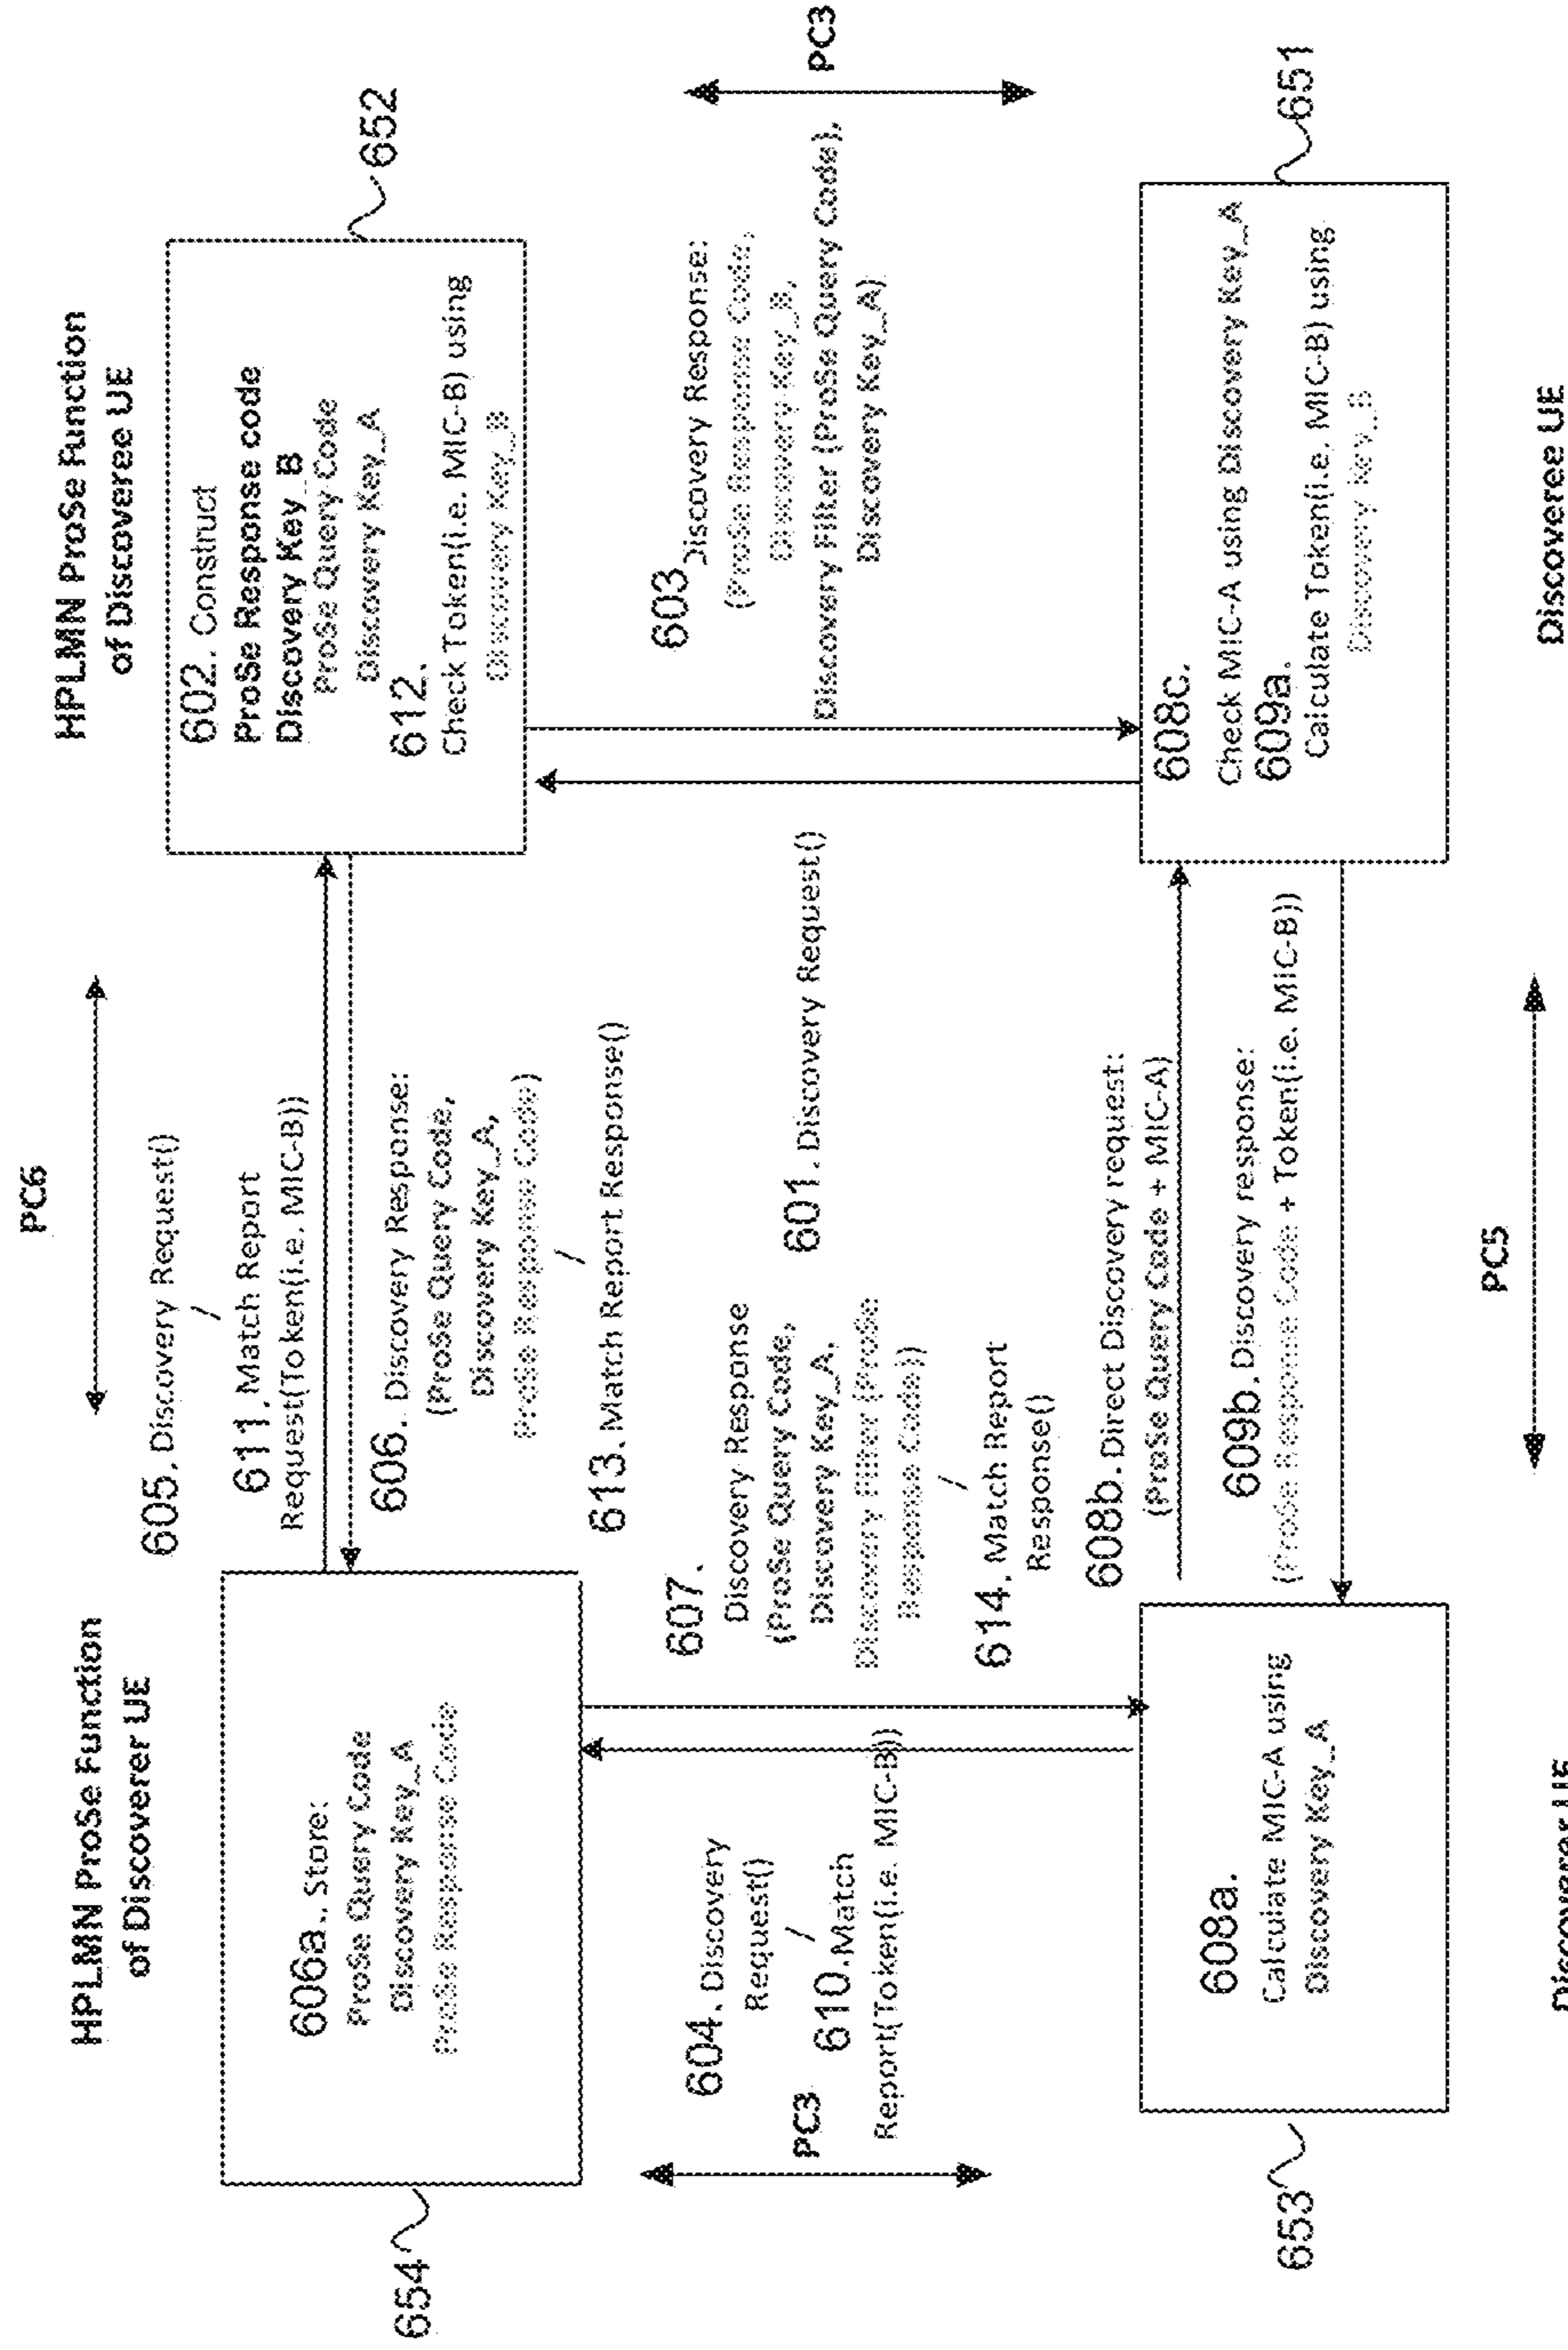 PC6
HPLMN ProSe Function
of Discoverer UE
HPLMN ProSe Function
of Discoveree UE
654
606a.. Store:
ProSe Query Code
Discovery Key_A
ProSe Response Code
605. Discovery Request()
/
611. Match Report
Request(Token(i.e. MIC-B))
606. Discovery Response:
(ProSe Query Code,
Discovery Key_A,
ProSe Response Code)
/
613. Match Report Response()
602. Construct
ProSe Response code
Discovery Key_B
ProSe Query Code
Discovery Key_A
612.
Check Token(i.e. MIC-B) using
Discovery Key_B
652
PC3
604. Discovery
Request()
/
610. Match
Report(Token(i.e. MIC-B))
607.
Discovery Response
(ProSe Query Code,
Discovery Key_A,
Discovery Filter (ProSe
Response Code))
/
614. Match Report
Response()
601. Discovery Request()
603
Discovery Response:
(ProSe Response Code,
Discovery Key_B,
Discovery Filter (ProSe Query Code),
Discovery Key_A)
PC3
653
608a.
Calculate MIC-A using
Discovery Key_A
608b. Direct Discovery request:
(ProSe Query Code + MIC-A)
609b. Discovery response:
(ProSe Response Code + Token(i.e. MIC-B))
608c.
Check MIC-A using Discovery Key_A
609a.
Calculate Token(i.e. MIC-B) using
Discovery Key_B
651
PC5
Discoverer UE
Discoveree UE